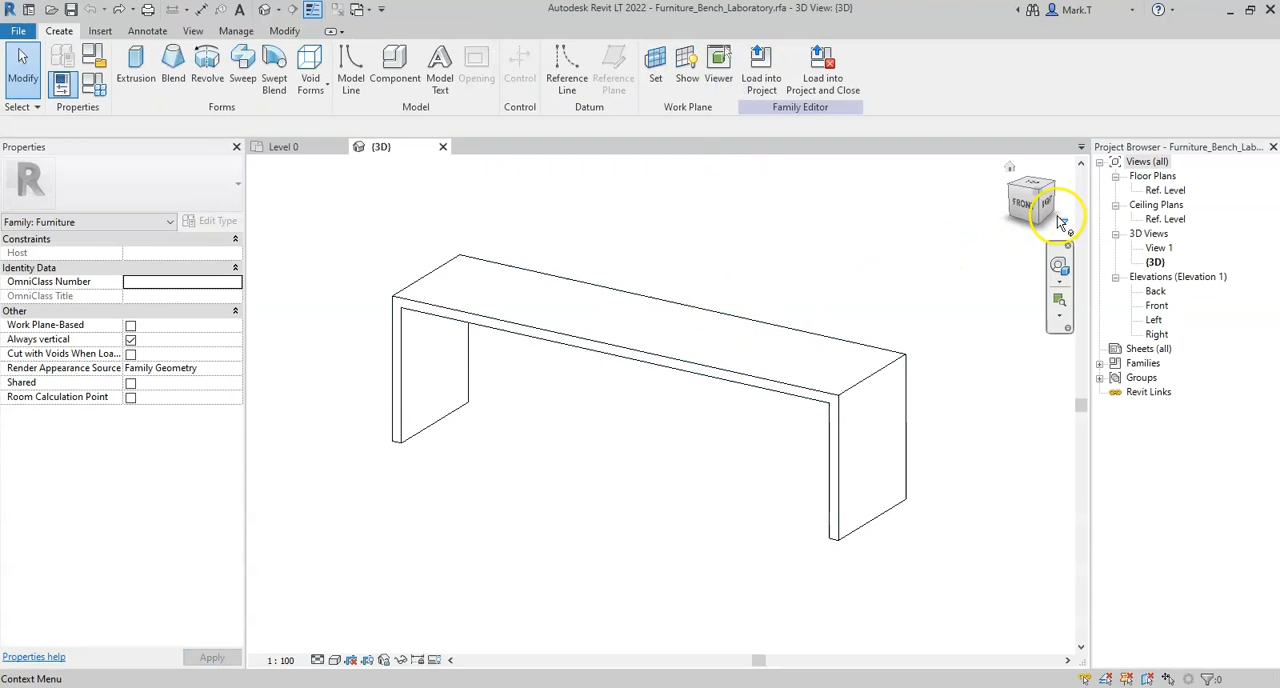 Autodesk Revit LT 2022 - Furniture_Bench_Laboratory.rfa - 3D View: {3D}
Mark.T
File Create Insert Annotate View Manage Modify
Modify
Extrusion Blend Revolve Sweep Swept Blend Void Forms
Model Line Component Model Text Opening
Control
Reference Line Reference Plane
Set Show Viewer
Load into Project Load into Project and Close
Select Properties Forms Model Control Datum Work Plane Family Editor
Properties
Level 0
{3D}
R
Family: Furniture
Edit Type
Constraints
Host
Identity Data
OmniClass Number
OmniClass Title
Other
Work Plane-Based
Always vertical
Cut with Voids When Loa...
Render Appearance Source Family Geometry
Shared
Room Calculation Point
Properties help
Apply
FRONT
1 : 100
Project Browser - Furniture_Bench_Lab...
Views (all)
Floor Plans
Ref. Level
Ceiling Plans
Ref. Level
3D Views
View 1
{3D}
Elevations (Elevation 1)
Back
Front
Left
Right
Sheets (all)
Families
Groups
Revit Links
Context Menu
:0